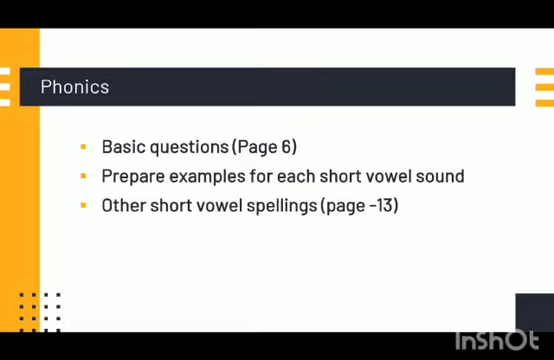 Phonics
Basic questions (Page 6)
Prepare examples for each short vowel sound
Other short vowel spellings (page -13)
InShOt